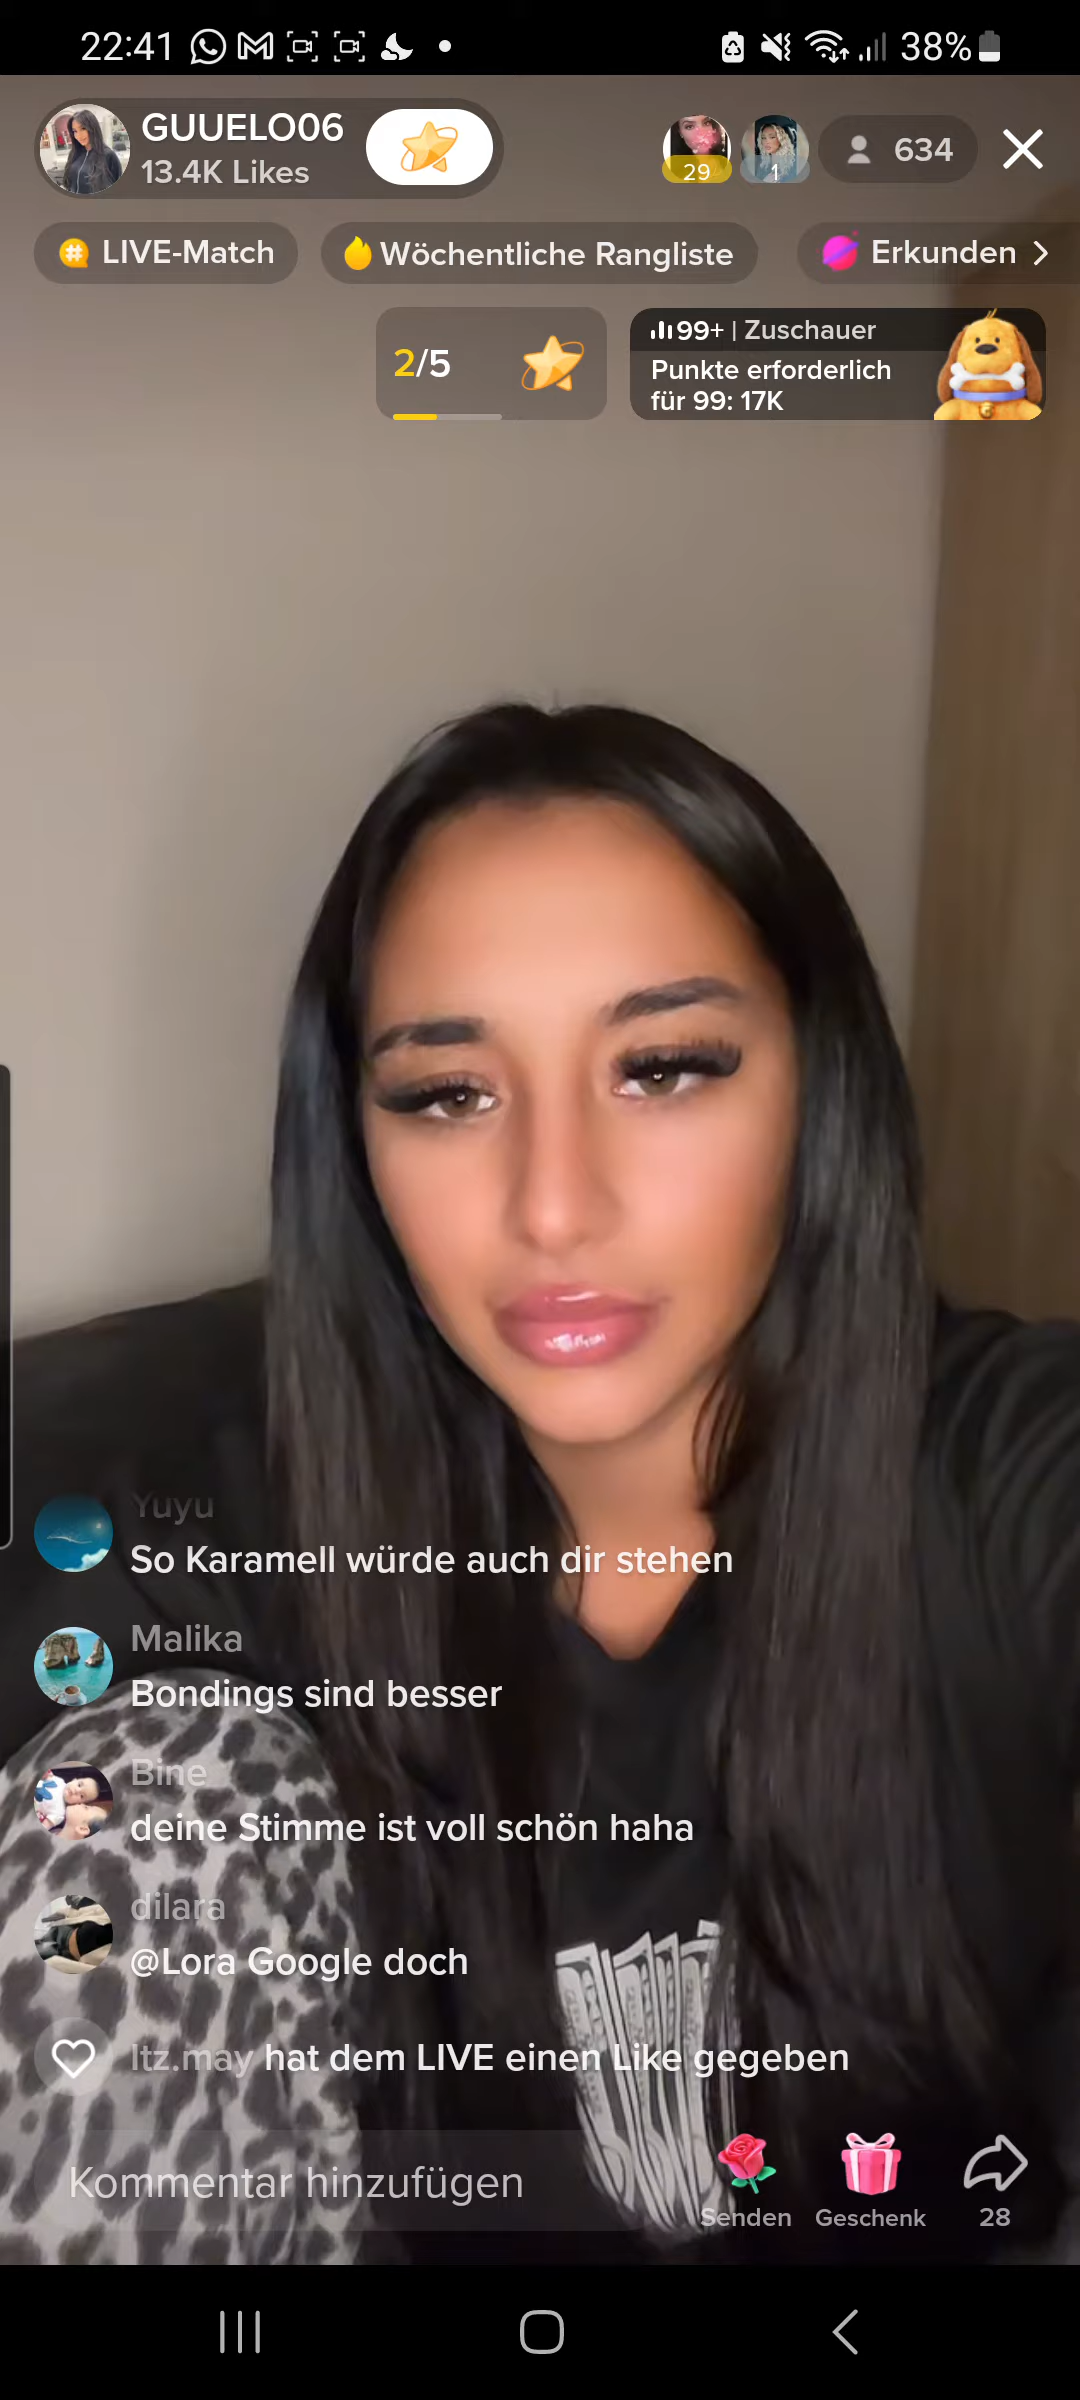 22:41
38%
GUUELO06
13.4K Likes
29
1
634
LIVE-Match
Wöchentliche Rangliste
Erkunden
2/5
99+ | Zuschauer
Punkte erforderlich
für 99: 17K
Yuyu
So Karamell würde auch dir stehen
Malika
Bondings sind besser
Bine
deine Stimme ist voll schön haha
dilara
@Lora Google doch
Itz.may hat dem LIVE einen Like gegeben
Kommentar hinzufügen
Senden
Geschenk
28